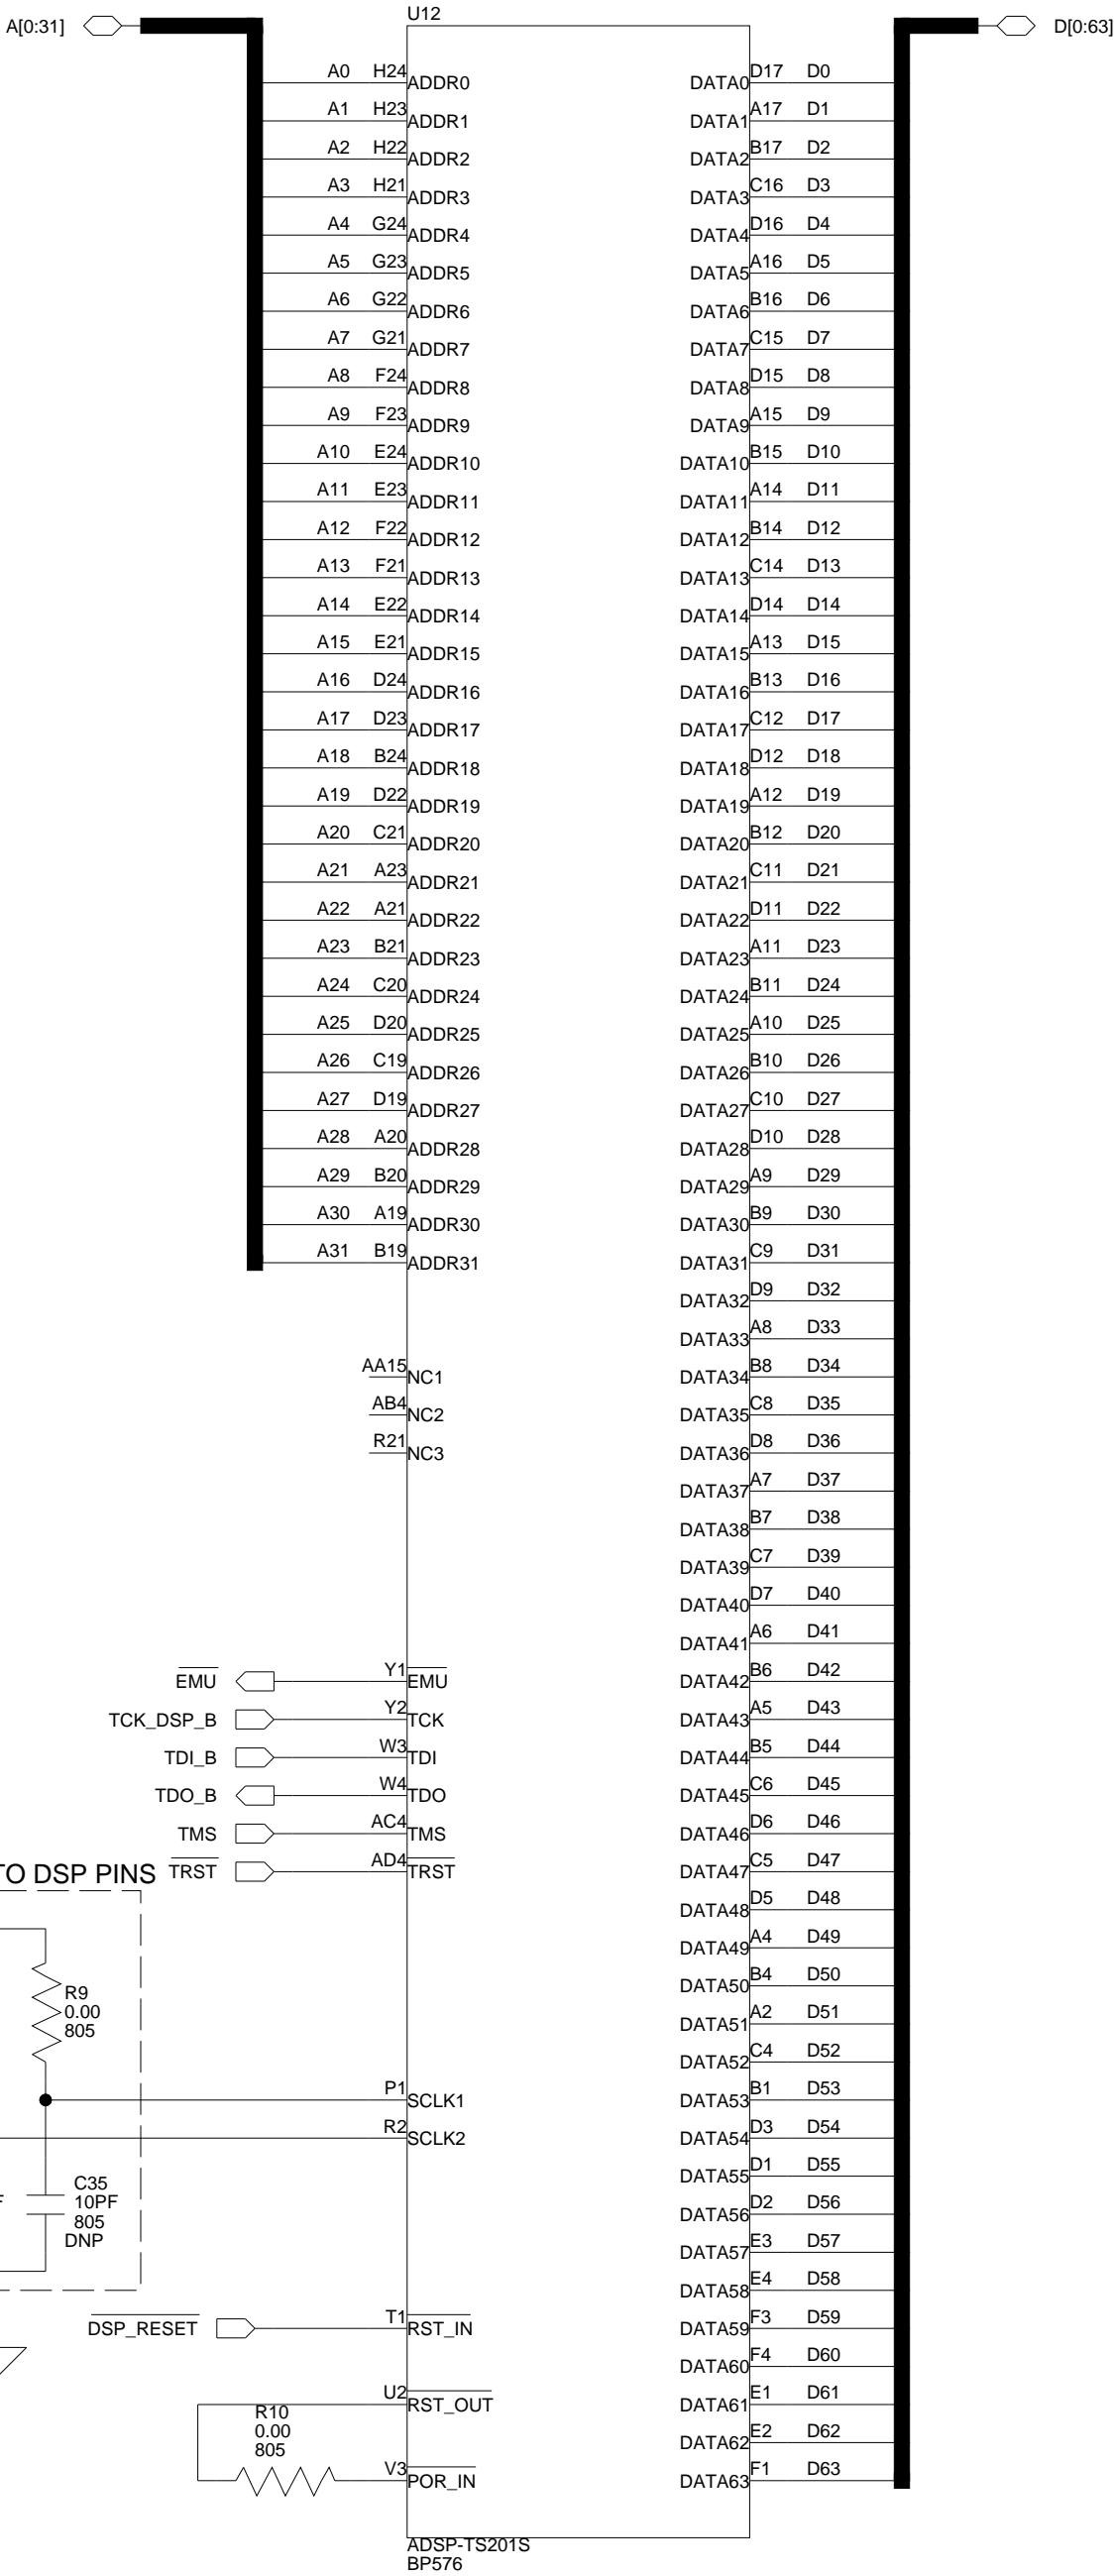 U12
A[0:31]
D[0:63]
A0 H24 ADDR0 DATA0 D17 D0
A1 H23 ADDR1 DATA1 A17 D1
A2 H22 ADDR2 DATA2 B17 D2
A3 H21 ADDR3 DATA3 C16 D3
A4 G24 ADDR4 DATA4 D16 D4
A5 G23 ADDR5 DATA5 A16 D5
A6 G22 ADDR6 DATA6 B16 D6
A7 G21 ADDR7 DATA7 C15 D7
A8 F24 ADDR8 DATA8 D15 D8
A9 F23 ADDR9 DATA9 A15 D9
A10 E24 ADDR10 DATA10 B15 D10
A11 E23 ADDR11 DATA11 A14 D11
A12 F22 ADDR12 DATA12 B14 D12
A13 F21 ADDR13 DATA13 C14 D13
A14 E22 ADDR14 DATA14 D14 D14
A15 E21 ADDR15 DATA15 A13 D15
A16 D24 ADDR16 DATA16 B13 D16
A17 D23 ADDR17 DATA17 C12 D17
A18 B24 ADDR18 DATA18 D12 D18
A19 D22 ADDR19 DATA19 A12 D19
A20 C21 ADDR20 DATA20 B12 D20
A21 A23 ADDR21 DATA21 C11 D21
A22 A21 ADDR22 DATA22 D11 D22
A23 B21 ADDR23 DATA23 A11 D23
A24 C20 ADDR24 DATA24 B11 D24
A25 D20 ADDR25 DATA25 A10 D25
A26 C19 ADDR26 DATA26 B10 D26
A27 D19 ADDR27 DATA27 C10 D27
A28 A20 ADDR28 DATA28 D10 D28
A29 B20 ADDR29 DATA29 A9 D29
A30 A19 ADDR30 DATA30 B9 D30
A31 B19 ADDR31 DATA31 C9 D31
DATA32 D9 D32
DATA33 A8 D33
AA15 NC1 DATA34 B8 D34
AB4 NC2 DATA35 C8 D35
R21 NC3 DATA36 D8 D36
DATA37 A7 D37
DATA38 B7 D38
DATA39 C7 D39
DATA40 D7 D40
DATA41 A6 D41
EMU Y1 EMU DATA42 B6 D42
TCK_DSP_B Y2 TCK DATA43 A5 D43
TDI_B W3 TDI DATA44 B5 D44
TDO_B W4 TDO DATA45 C6 D45
TMS AC4 TMS DATA46 D6 D46
TRST AD4 TRST DATA47 C5 D47
TO DSP PINS
DATA48 D5 D48
DATA49 A4 D49
DATA50 B4 D50
DATA51 A2 D51
DATA52 C4 D52
R9
0.00
805
P1 SCLK1 DATA53 B1 D53
R2 SCLK2 DATA54 D3 D54
DATA55 D1 D55
DATA56 D2 D56
DATA57 E3 D57
F
C35
10PF
805
DNP
DATA58 E4 D58
DSP_RESET T1 RST_IN DATA59 F3 D59
DATA60 F4 D60
U2 RST_OUT DATA61 E1 D61
DATA62 E2 D62
R10
0.00
805
V3 POR_IN DATA63 F1 D63
ADSP-TS201S
BP576